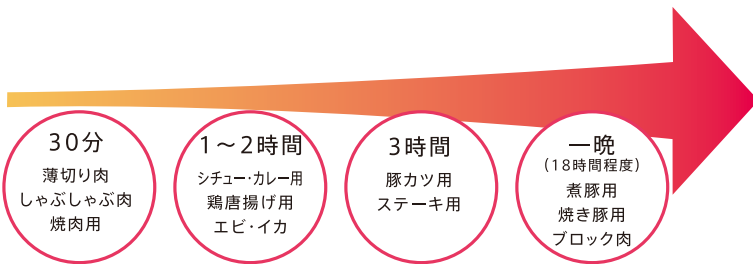 30分
薄切り肉
しゃぶしゃぶ肉
焼肉用
1～2時間
シチュー・カレー用
鶏唐揚げ用
エビ・イカ
3時間
豚カツ用
ステーキ用
一晩
(18時間程度)
煮豚用
焼き豚用
ブロック肉